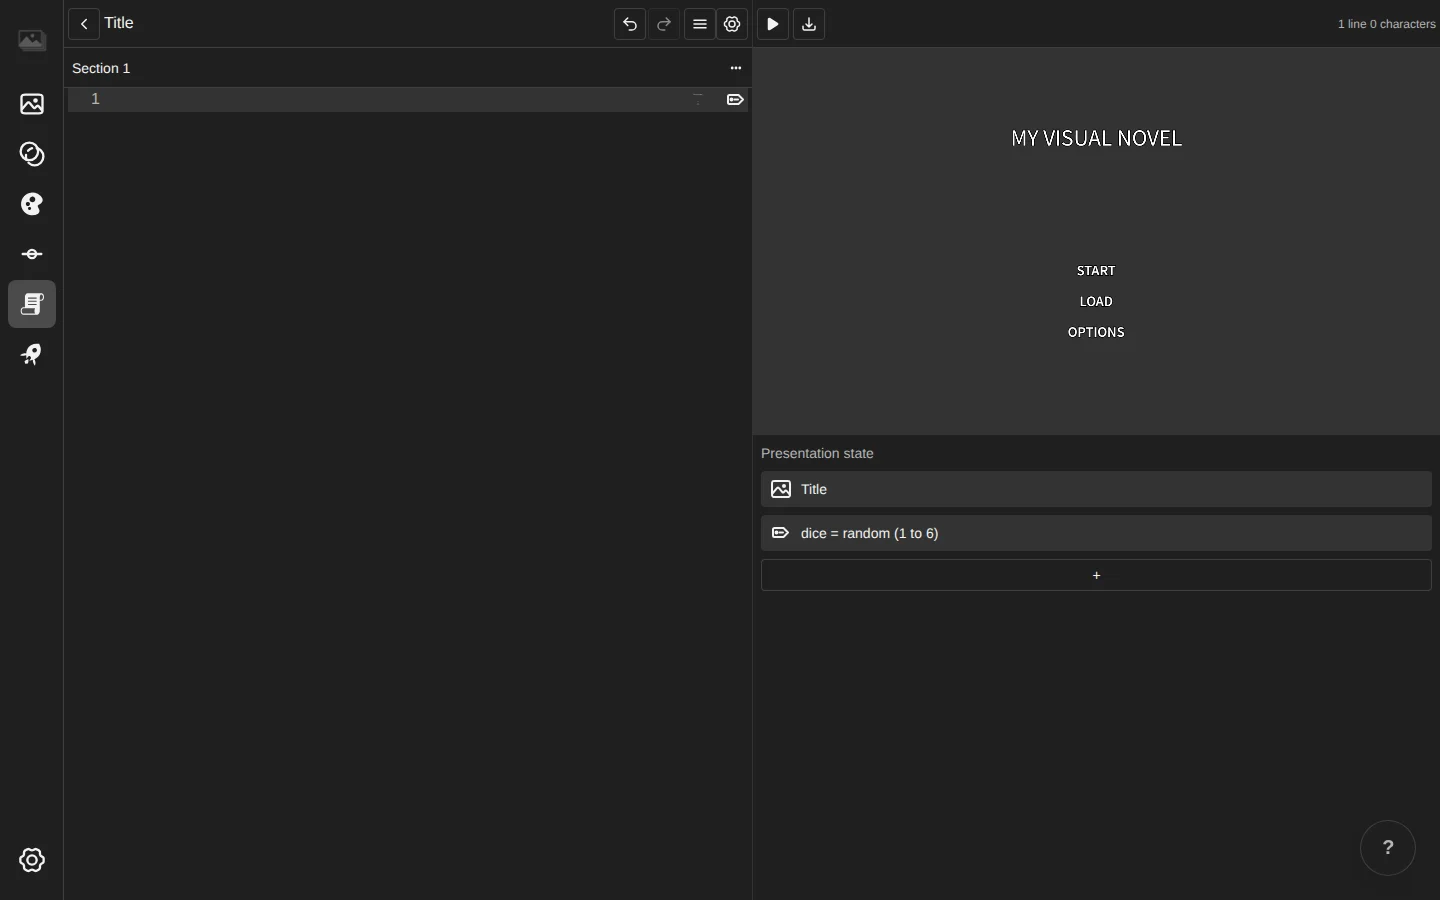 Title
1 line 0 characters
Section 1
1
MY VISUAL NOVEL
START
LOAD
OPTIONS
Presentation state
Title
dice = random (1 to 6)
+
?